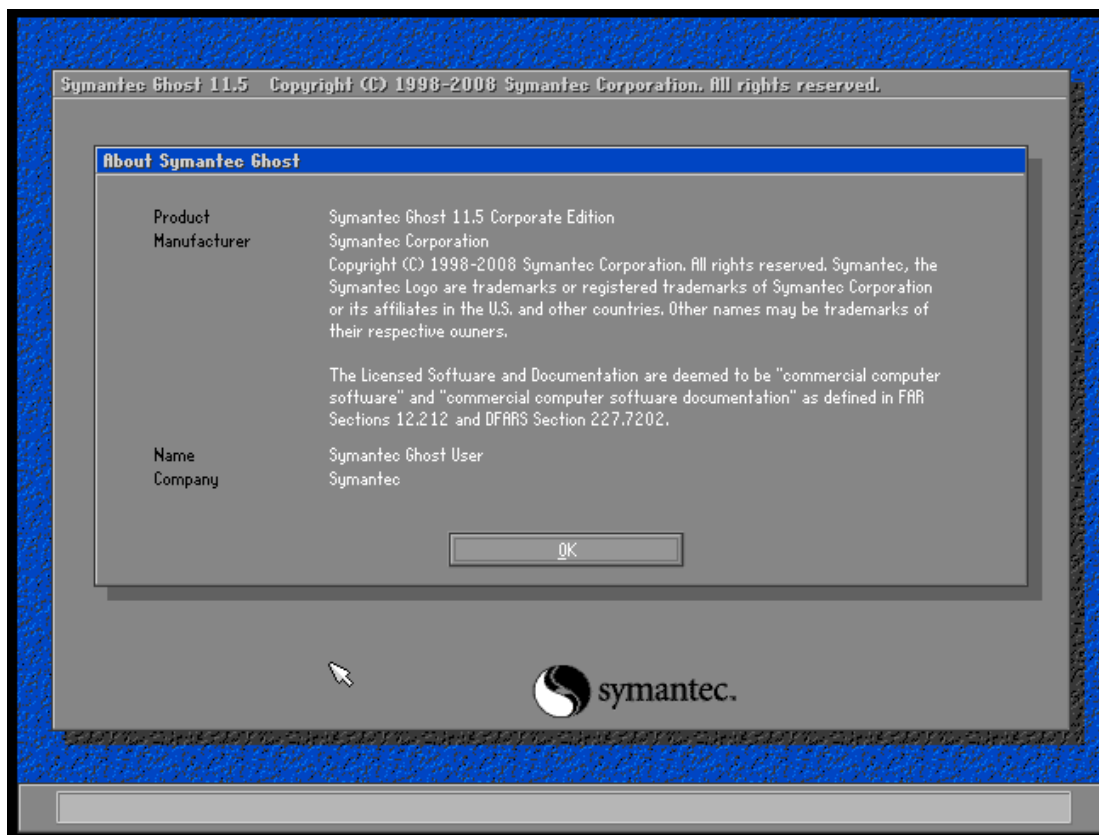 Symantec Ghost 11.5 Copyright (C) 1998-2008 Symantec Corporation. All rights reserved.
About Symantec Ghost
Product Symantec Ghost 11.5 Corporate Edition
Manufacturer Symantec Corporation
Copyright (C) 1998-2008 Symantec Corporation. All rights reserved. Symantec, the
Symantec Logo are trademarks or registered trademarks of Symantec Corporation
or its affiliates in the U.S. and other countries. Other names may be trademarks of
their respective owners.
The Licensed Software and Documentation are deemed to be "commercial computer
software" and "commercial computer software documentation" as defined in FAR
Sections 12.212 and DFARS Section 227.7202.
Name Symantec Ghost User
Company Symantec
OK
symantec.